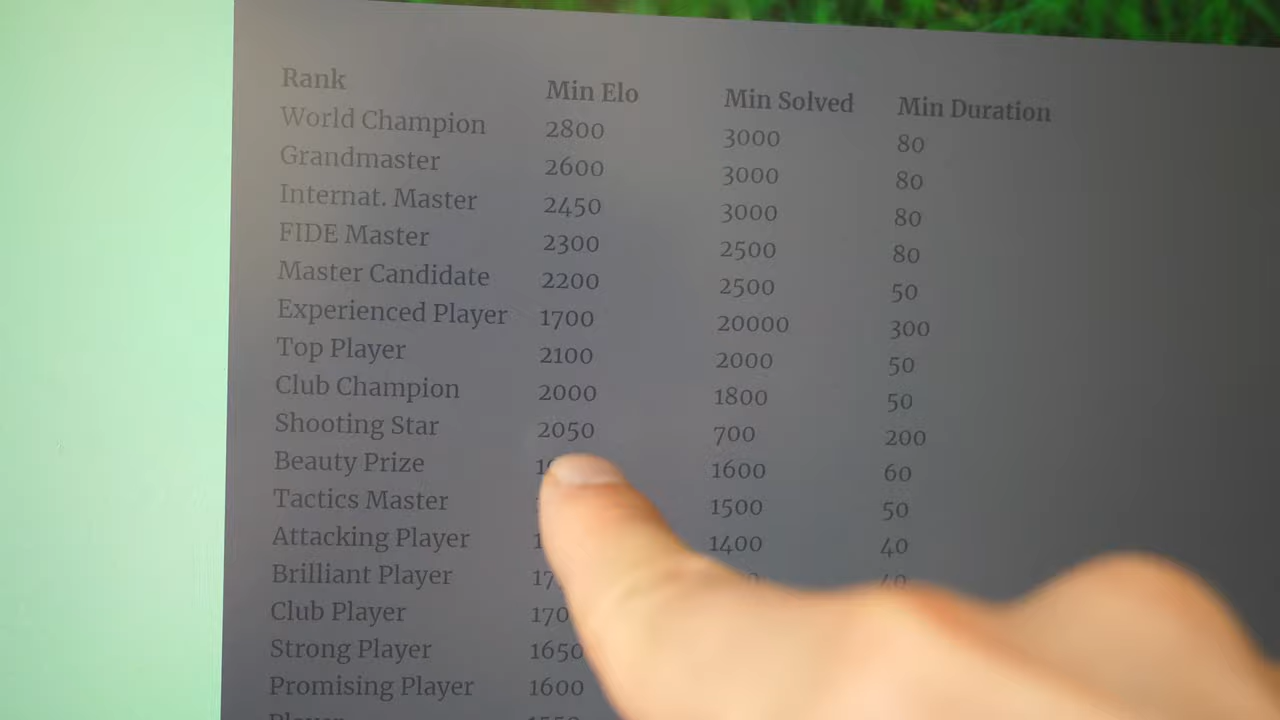 Rank Min Elo Min Solved Min Duration
World Champion 2800 3000 80
Grandmaster 2600 3000 80
Internat. Master 2450 3000 80
FIDE Master 2300 2500 80
Master Candidate 2200 2500 50
Experienced Player 1700 20000 300
Top Player 2100 2000 50
Club Champion 2000 1800 50
Shooting Star 2050 700 200
Beauty Prize 1600 60
Tactics Master 1500 50
Attacking Player 1400 40
Brilliant Player
Club Player
Strong Player 1650
Promising Player 1600